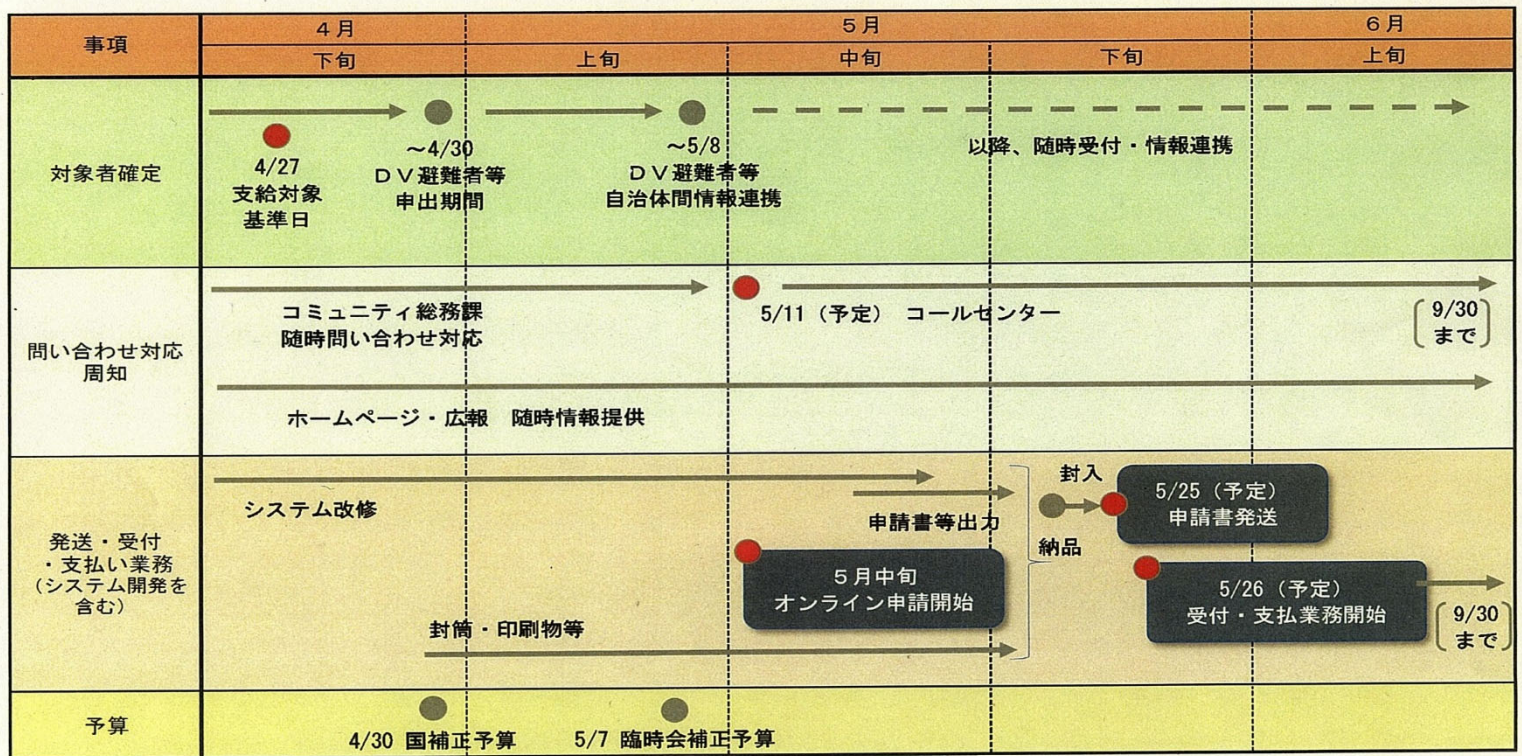 事項
４月
５月
６月
下旬
上旬
中旬
下旬
上旬
対象者確定
4/27
支給対象
基準日
～4/30
ＤＶ避難者等
申出期間
～5/8
ＤＶ避難者等
自治体間情報連携
以降、随時受付・情報連携
問い合わせ対応
周知
コミュニティ総務課
随時問い合わせ対応
5/11（予定） コールセンター
9/30
まで
ホームページ・広報　随時情報提供
発送・受付
・支払い業務
（システム開発を
含む）
システム改修
申請書等出力
封入
納品
5/25（予定）
申請書発送
５月中旬
オンライン申請開始
5/26（予定）
受付・支払業務開始
9/30
まで
封筒・印刷物等
予算
4/30 国補正予算
5/7 臨時会補正予算